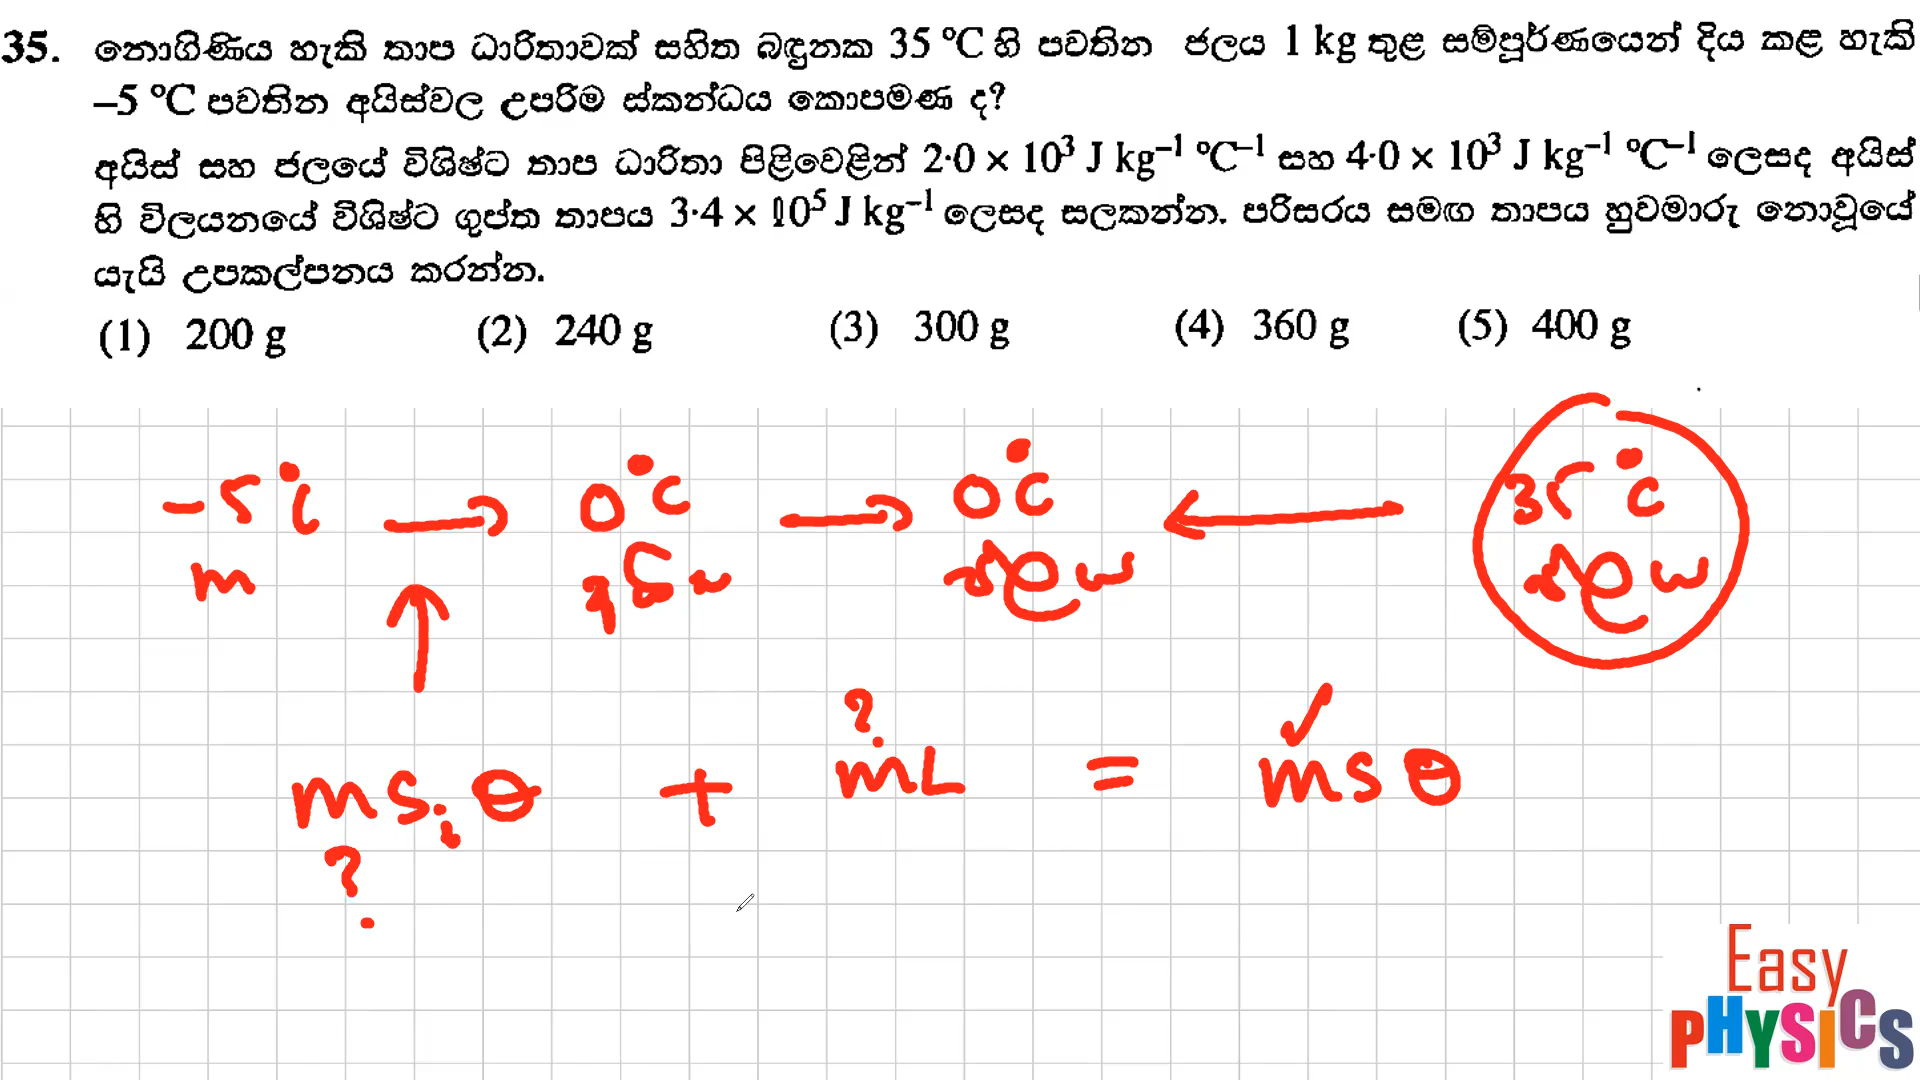 35. නොගිණිය හැකි තාප ධාරිතාවක් සහිත බඳුනක 35 °C හි පවතින ජලය 1 kg තුළ සම්පූර්ණයෙන් දිය කළ හැකි
–5 °C පවතින අයිස්වල උපරිම ස්කන්ධය කොපමණ ද?
අයිස් සහ ජලයේ විශිෂ්ට තාප ධාරිතා පිළිවෙළින් 2·0 × 10³ J kg⁻¹ °C⁻¹ සහ 4·0 × 10³ J kg⁻¹ °C⁻¹ ලෙසද අයිස්
හි විලයනයේ විශිෂ්ට ගුප්ත තාපය 3·4 × 10⁵ J kg⁻¹ ලෙසද සලකන්න. පරිසරය සමඟ තාපය හුවමාරු නොවූයේ
යැයි උපකල්පනය කරන්න.
(1) 200 g (2) 240 g (3) 300 g (4) 360 g (5) 400 g
-5°C → 0°C → 0°C ← 35°C
m අයිස ජලය ජලය
? ✓
m Sᵢ θ + mL = m S θ
?
Easy
PHYSICS